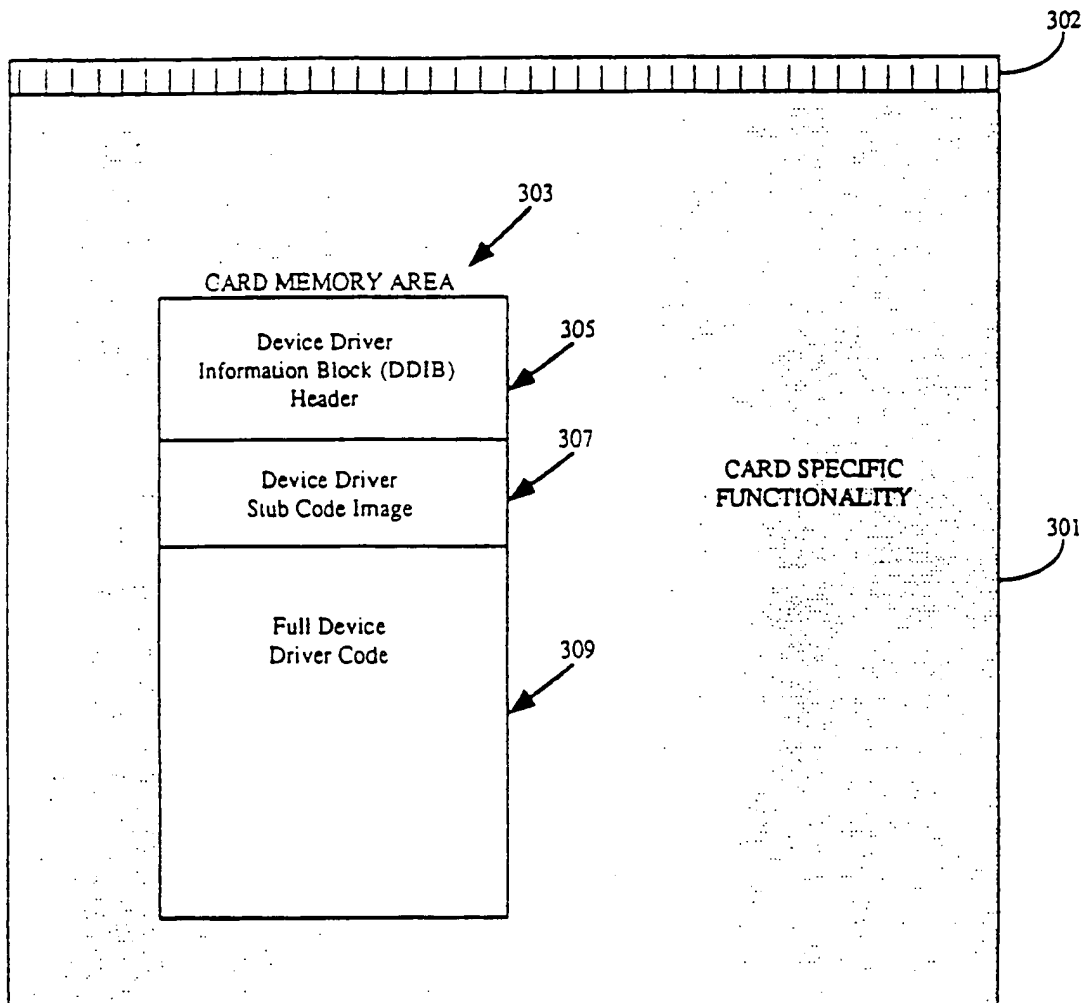 302
303
CARD MEMORY AREA
Device Driver
Information Block (DDIB)
Header
305
Device Driver
Stub Code Image
307
CARD SPECIFIC
FUNCTIONALITY
301
Full Device
Driver Code
309